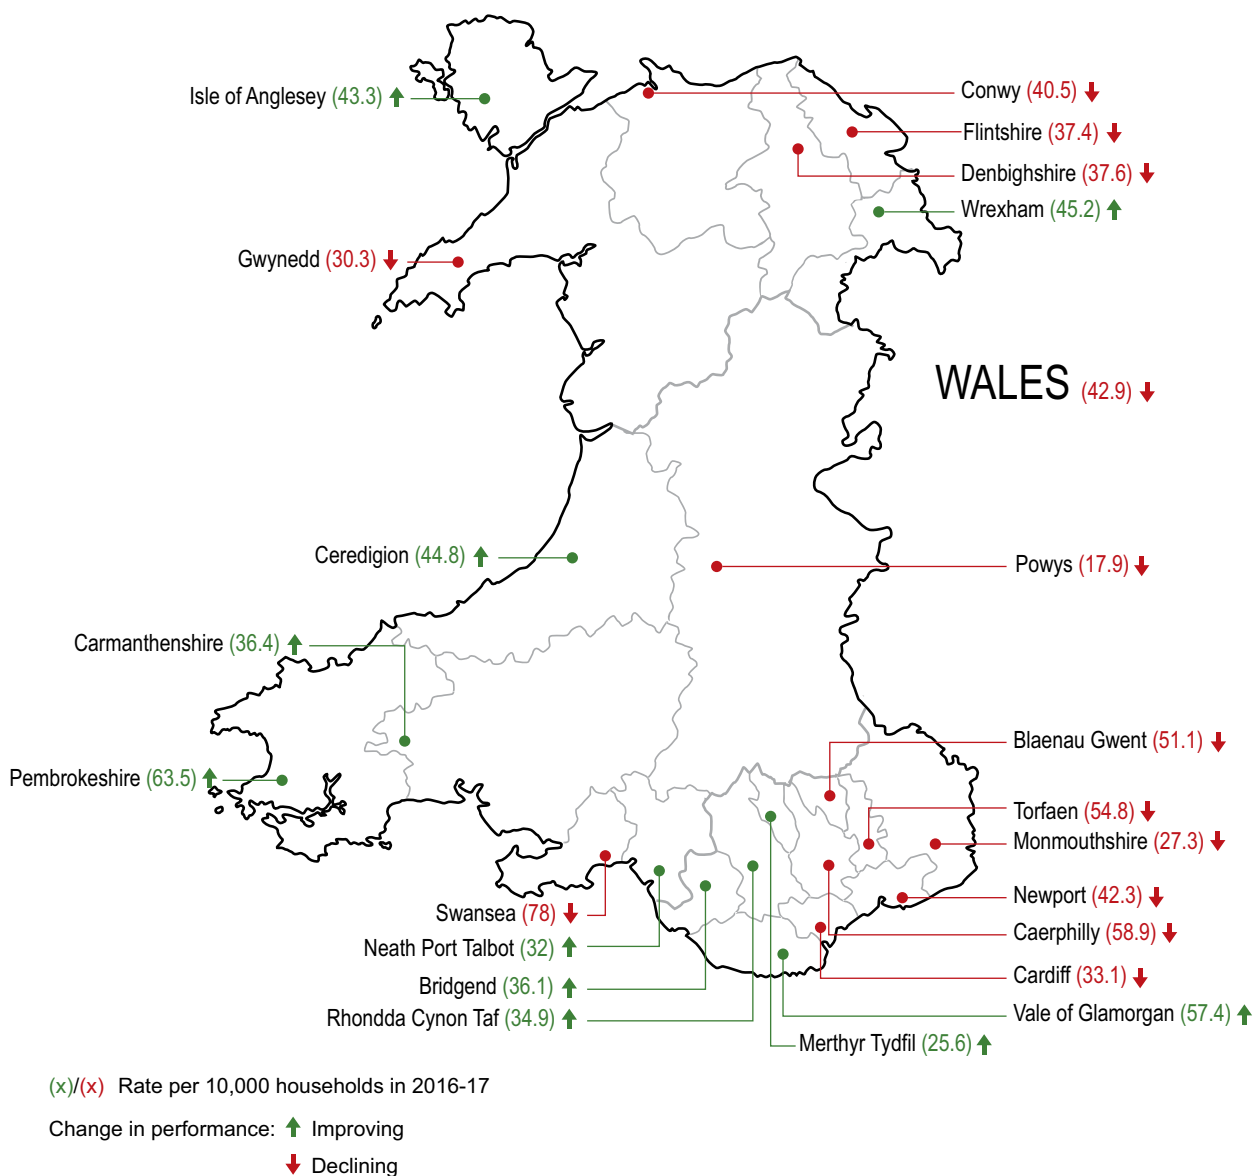 Isle of Anglesey (43.3)
Conwy (40.5)
Flintshire (37.4)
Denbighshire (37.6)
Wrexham (45.2)
Gwynedd (30.3)
WALES (42.9)
Ceredigion (44.8)
Powys (17.9)
Carmanthenshire (36.4)
Blaenau Gwent (51.1)
Pembrokeshire (63.5)
Torfaen (54.8)
Monmouthshire (27.3)
Newport (42.3)
Swansea (78)
Caerphilly (58.9)
Neath Port Talbot (32)
Cardiff (33.1)
Bridgend (36.1)
Vale of Glamorgan (57.4)
Rhondda Cynon Taf (34.9)
Merthyr Tydfil (25.6)
(x)/(x) Rate per 10,000 households in 2016-17
Change in performance: Improving
Declining